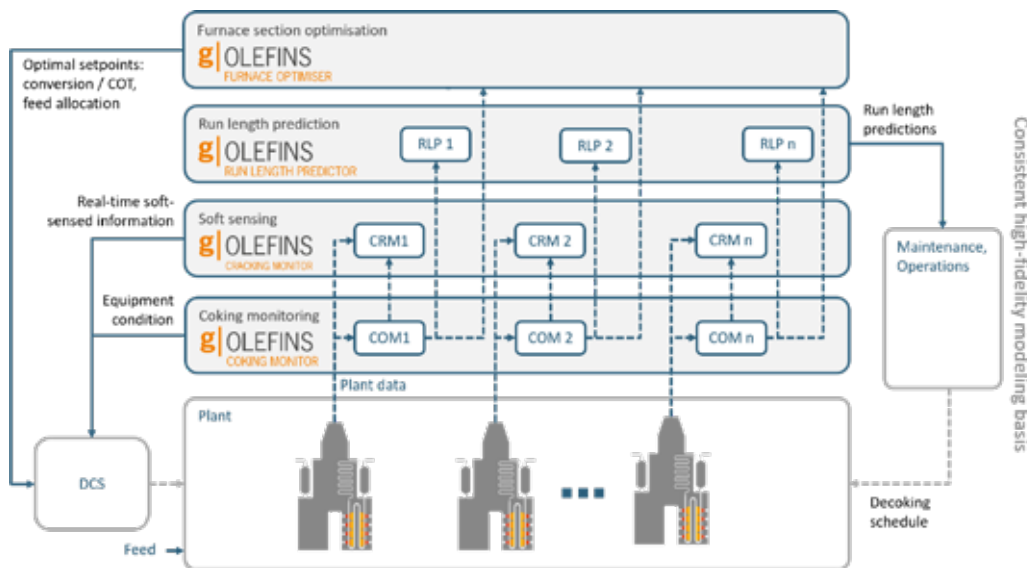 Furnace section optimisation
g OLEFINS
FURNACE OPTIMISER
Optimal setpoints:
conversion / COT,
feed allocation
Run length prediction
g OLEFINS
RUN LENGTH PREDICTOR
RLP 1
RLP 2
RLP n
Run length
predictions
Real-time soft-
sensed information
Soft sensing
g OLEFINS
CRACKING MONITOR
CRM1
CRM 2
CRM n
Maintenance,
Operations
Equipment
condition
Coking monitoring
g OLEFINS
COKING MONITOR
COM1
COM 2
COM n
Plant data
Plant
DCS
Feed
Decoking
schedule
Consistent high-fidelity modeling basis